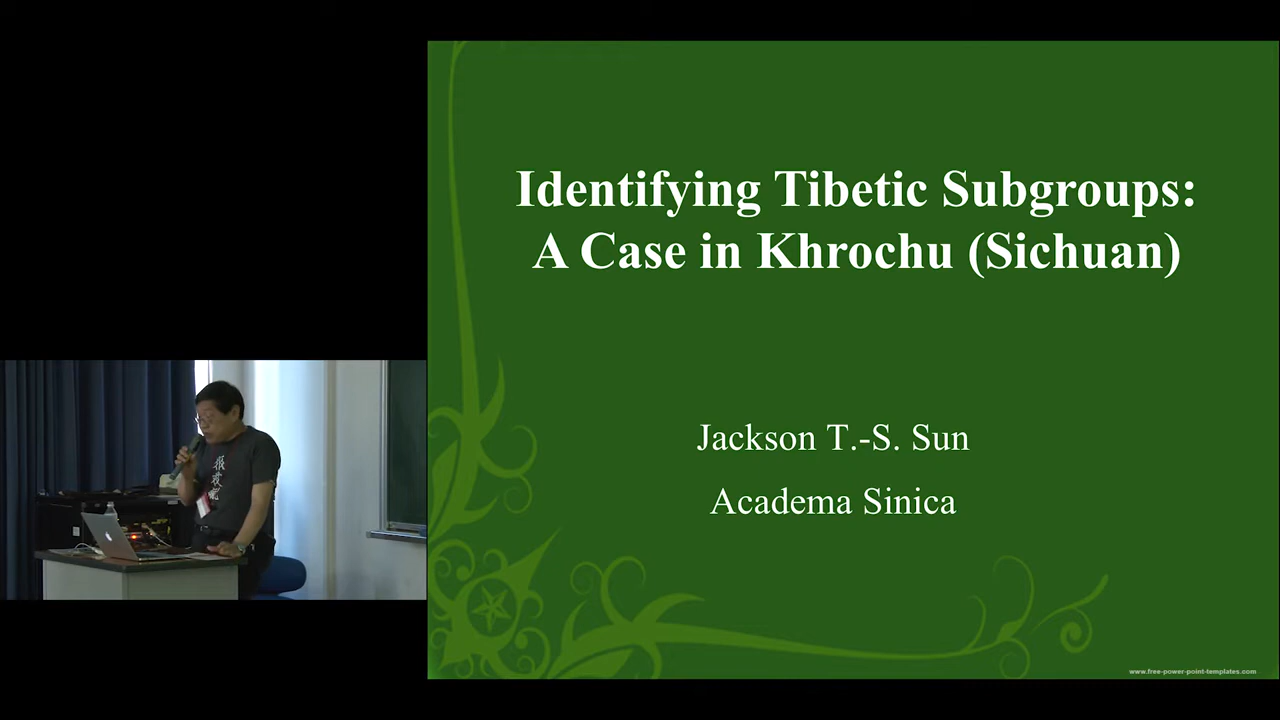 Identifying Tibetic Subgroups:
A Case in Khrochu (Sichuan)
Jackson T.-S. Sun
Academa Sinica
www.free-power-point-templates.com